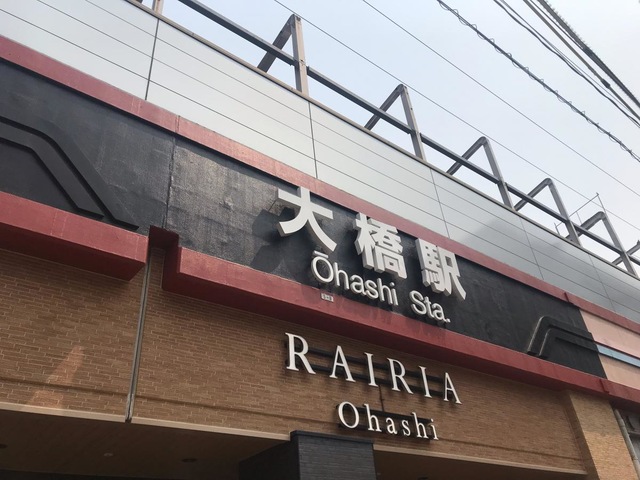 大橋駅
Ōhashi Sta.
RAIRIA
Ohashi